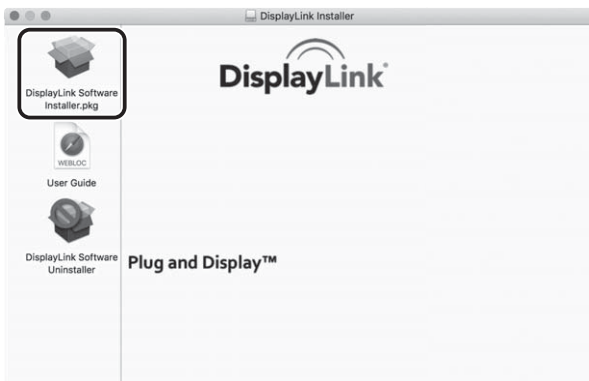 DisplayLink Installer
DisplayLink Software
Installer.pkg
DisplayLink
WEBLOC
User Guide
DisplayLink Software
Uninstaller
Plug and Display™